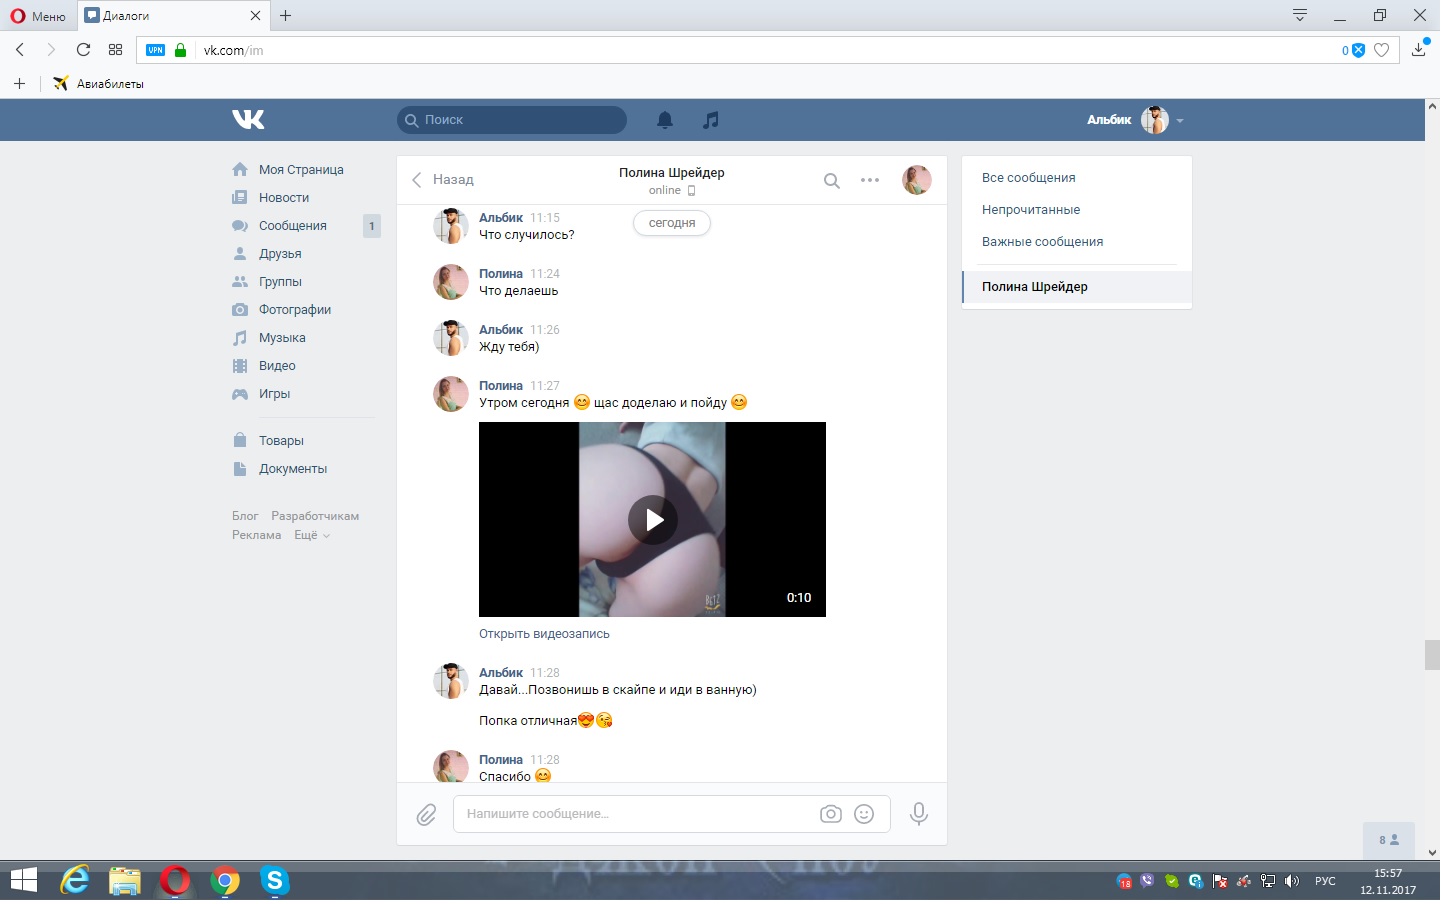 Меню
Диалоги
VPN
vk.com/im
0
Авиабилеты
Поиск
Альбик
Моя Страница
Новости
Сообщения
1
Друзья
Группы
Фотографии
Музыка
Видео
Игры
Товары
Документы
Блог Разработчикам
Реклама Ещё
Назад
Полина Шрейдер
online
сегодня
Альбик 11:15
Что случилось?
Полина 11:24
Что делаешь
Альбик 11:26
Жду тебя)
Полина 11:27
Утром сегодня 😊 щас доделаю и пойду 😊
0:10
Открыть видеозапись
Альбик 11:28
Давай...Позвонишь в скайпе и иди в ванную)
Попка отличная😍😘
Полина 11:28
Спасибо 😊
Напишите сообщение...
Все сообщения
Непрочитанные
Важные сообщения
Полина Шрейдер
8
18
РУС
15:57
12.11.2017